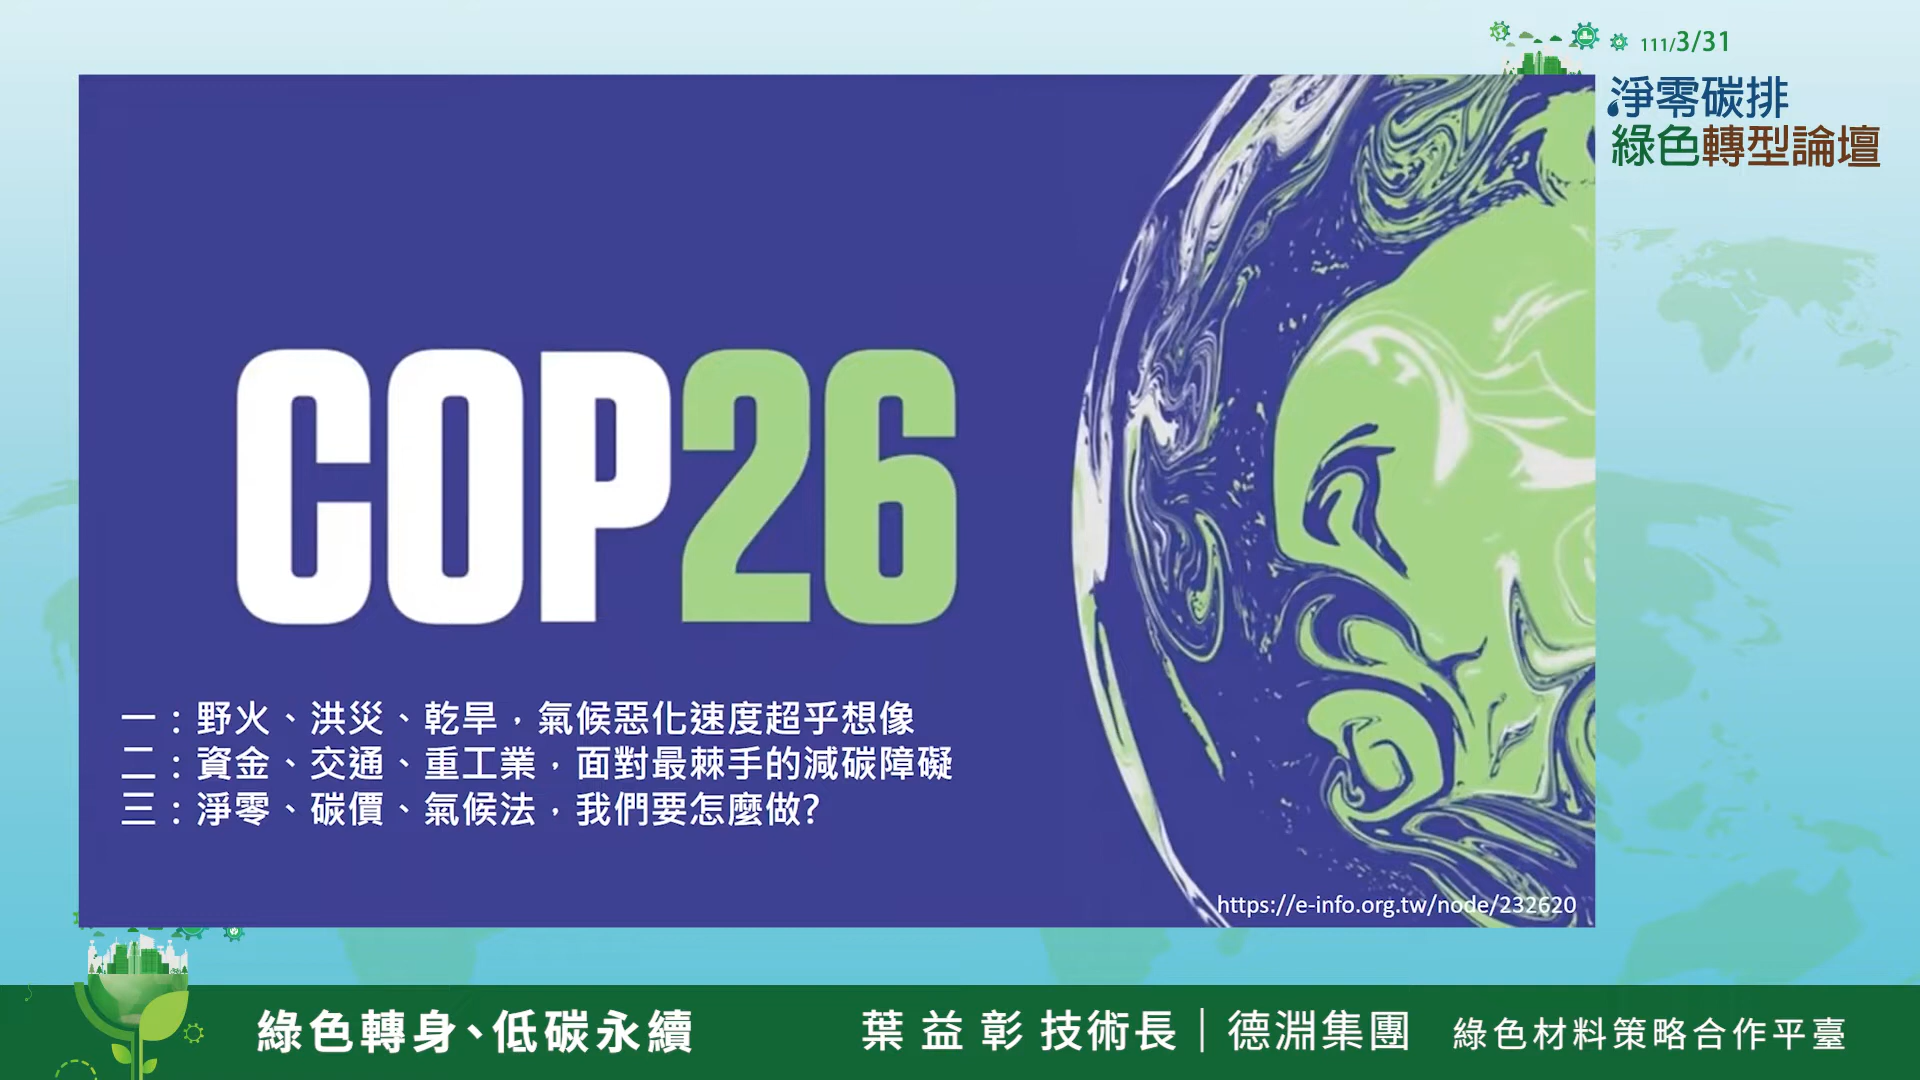 111/3/31
淨零碳排
綠色轉型論壇
COP26
一：野火、洪災、乾旱，氣候惡化速度超乎想像
二：資金、交通、重工業，面對最棘手的減碳障礙
三：淨零、碳價、氣候法，我們要怎麼做?
https://e-info.org.tw/node/232620
綠色轉身、低碳永續
葉益彰 技術長｜德淵集團 綠色材料策略合作平臺